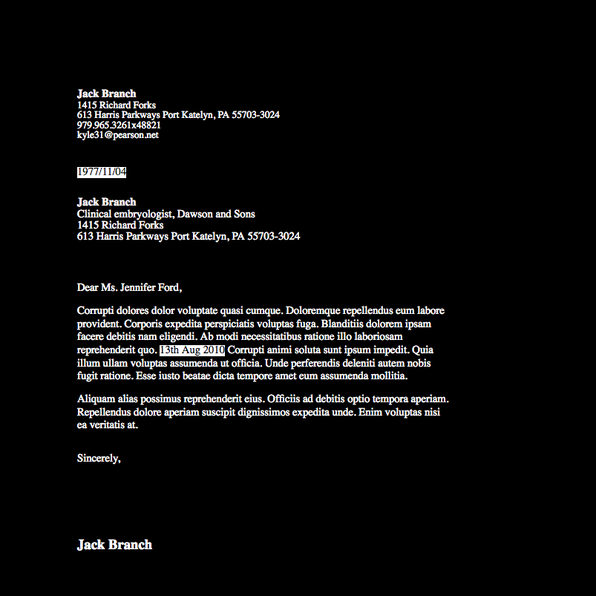 Jack Branch
1415 Richard Forks
613 Harris Parkways Port Katelyn, PA 55703-3024
979.965.3261x48821
kyle31@pearson.net
1977/11/04
Jack Branch
Clinical embryologist, Dawson and Sons
1415 Richard Forks
613 Harris Parkways Port Katelyn, PA 55703-3024
Dear Ms. Jennifer Ford,
Corrupti dolores dolor voluptate quasi cumque. Doloremque repellendus eum labore
provident. Corporis expedita perspiciatis voluptas fuga. Blanditiis dolorem ipsam
facere debitis nam eligendi. Ab modi necessitatibus ratione illo laboriosam
reprehenderit quo. 13th Aug 2010 Corrupti animi soluta sunt ipsum impedit. Quia
illum ullam voluptas assumenda ut officia. Unde perferendis deleniti autem nobis
fugit ratione. Esse iusto beatae dicta tempore amet eum assumenda mollitia.
Aliquam alias possimus reprehenderit eius. Officiis ad debitis optio tempora aperiam.
Repellendus dolore aperiam suscipit dignissimos expedita unde. Enim voluptas nisi
ea veritatis at.
Sincerely,
Jack Branch